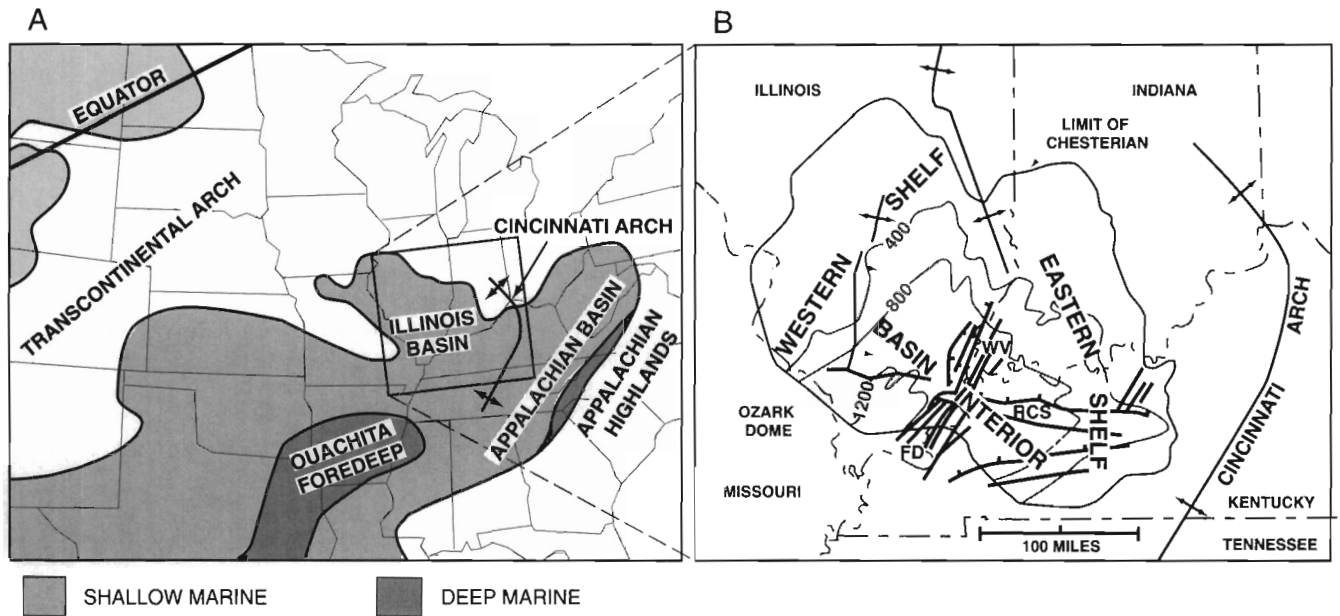 A
EQUATOR
TRANSCONTINENTAL ARCH
CINCINNATI ARCH
ILLINOIS
BASIN
APPALACHIAN BASIN
APPALACHIAN
HIGHLANDS
OUACHITA
FOREDEEP
SHALLOW MARINE
DEEP MARINE
B
ILLINOIS
INDIANA
LIMIT OF
CHESTERIAN
WESTERN SHELF
400
800
1200
EASTERN SHELF
BASIN INTERIOR
WV
RCS
FD
OZARK
DOME
MISSOURI
CINCINNATI ARCH
KENTUCKY
TENNESSEE
100 MILES